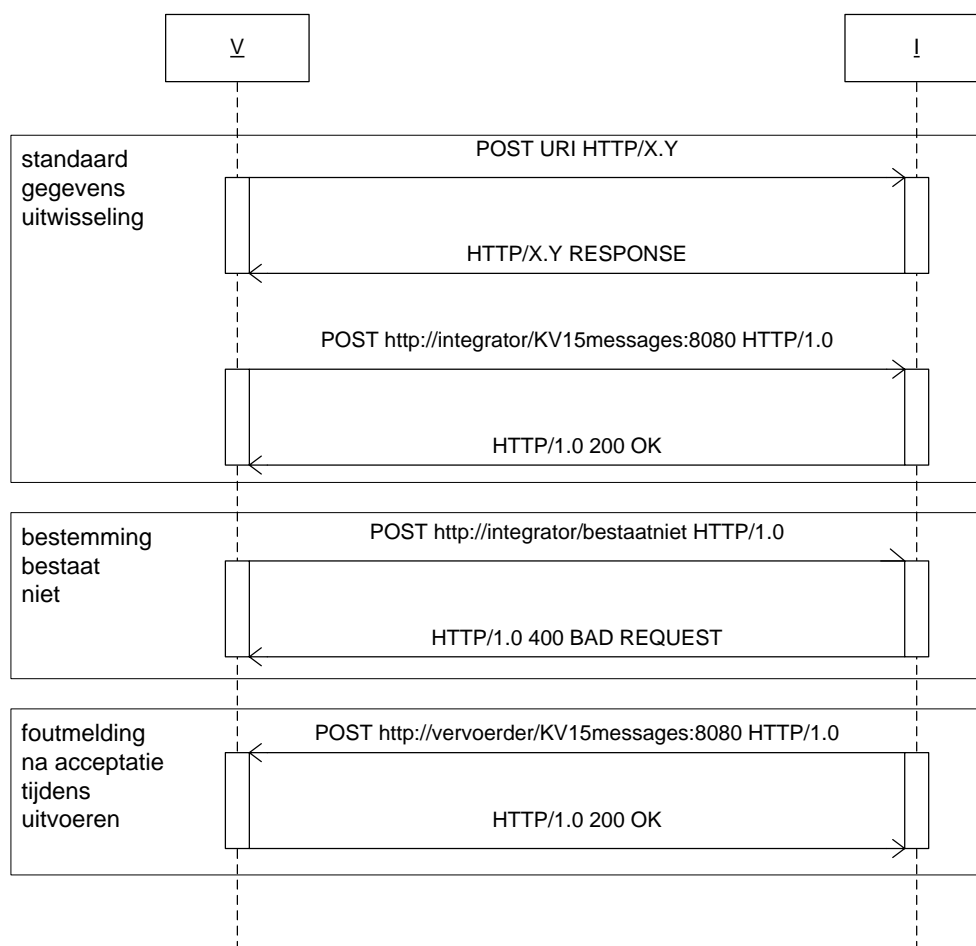 V
I
standaard
gegevens
uitwisseling
POST URI HTTP/X.Y
HTTP/X.Y RESPONSE
POST http://integrator/KV15messages:8080 HTTP/1.0
HTTP/1.0 200 OK
bestemming
bestaat
niet
POST http://integrator/bestaatniet HTTP/1.0
HTTP/1.0 400 BAD REQUEST
foutmelding
na acceptatie
tijdens
uitvoeren
POST http://vervoerder/KV15messages:8080 HTTP/1.0
HTTP/1.0 200 OK